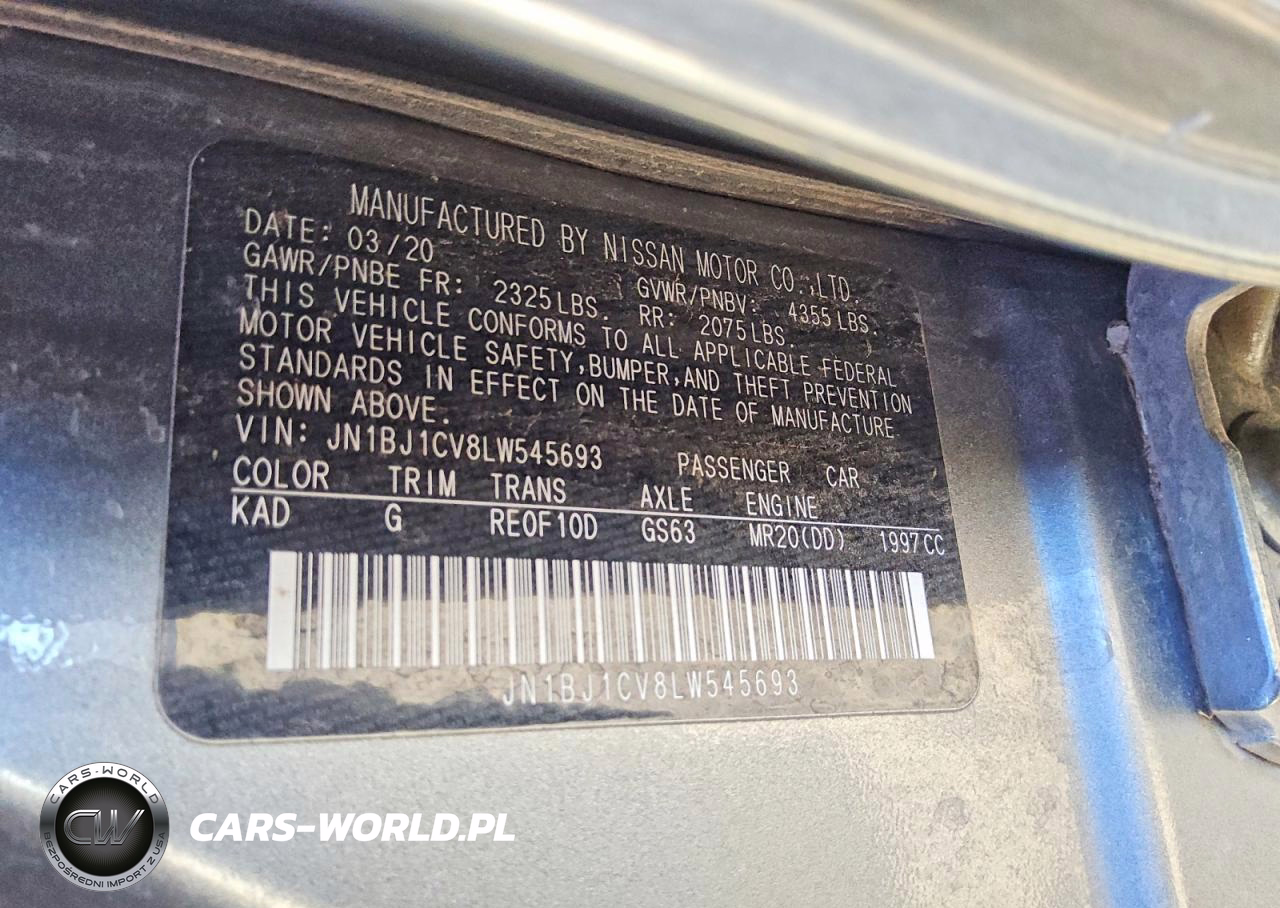 MANUFACTURED BY NISSAN MOTOR CO.,LTD.
DATE: 03/20 GVWR/PNBV: 4355LBS.
GAWR/PNBE FR: 2325LBS. RR: 2075LBS.
THIS VEHICLE CONFORMS TO ALL APPLICABLE FEDERAL
MOTOR VEHICLE SAFETY,BUMPER,AND THEFT PREVENTION
STANDARDS IN EFFECT ON THE DATE OF MANUFACTURE
SHOWN ABOVE.
VIN: JN1BJ1CV8LW545693 PASSENGER CAR
COLOR TRIM TRANS AXLE ENGINE
KAD G RE0F10D GS63 MR20(DD) 1997CC
JN1BJ1CV8LW545693
CARS-WORLD
CW
BEZPOŚREDNI IMPORT Z USA
CARS-WORLD.PL